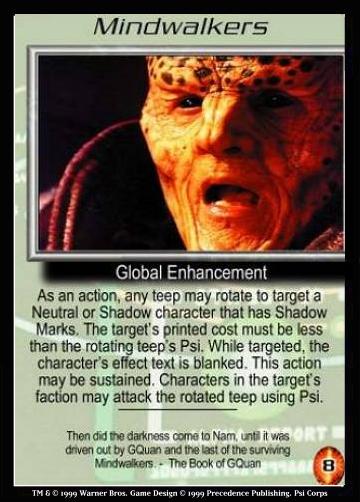 Mindwalkers
Global Enhancement
As an action, any teep may rotate to target a
Neutral or Shadow character that has Shadow
Marks. The target's printed cost must be less
than the rotating teep's Psi. While targeted, the
character's effect text is blanked. This action
may be sustained. Characters in the target's
faction may attack the rotated teep using Psi.
Then did the darkness come to Narn, until it was
driven out by GQuan and the last of the surviving
Mindwalkers. - The Book of GQuan
8
TM & © 1999 Warner Bros. Game Design © 1999 Precedence Publishing. Psi Corps